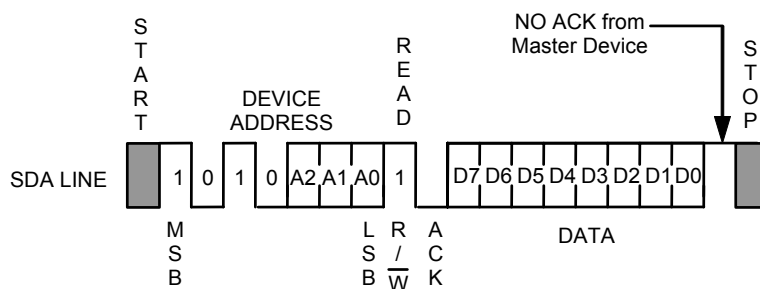 START
READ
NO ACK from
Master Device
STOP
DEVICE
ADDRESS
SDA LINE
1 0 1 0 A2 A1 A0 1 D7 D6 D5 D4 D3 D2 D1 D0
MSB
LSB
R/W̅
ACK
DATA